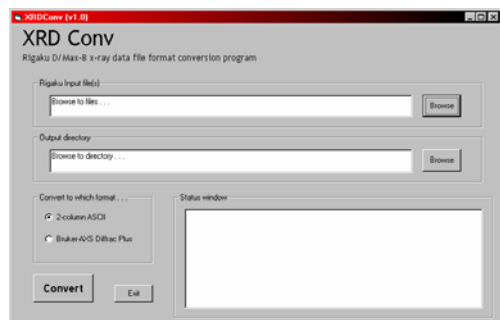 XRDConv (v1.0)
XRD Conv
Rigaku D/Max-B x-ray data file format conversion program
Rigaku Input file(s)
Browse to files . . .
Browse
Output directory
Browse to directory . . .
Browse
Convert to which format . . .
Status window
2-column ASCII
Bruker-AXS Diffrac Plus
Convert
Exit